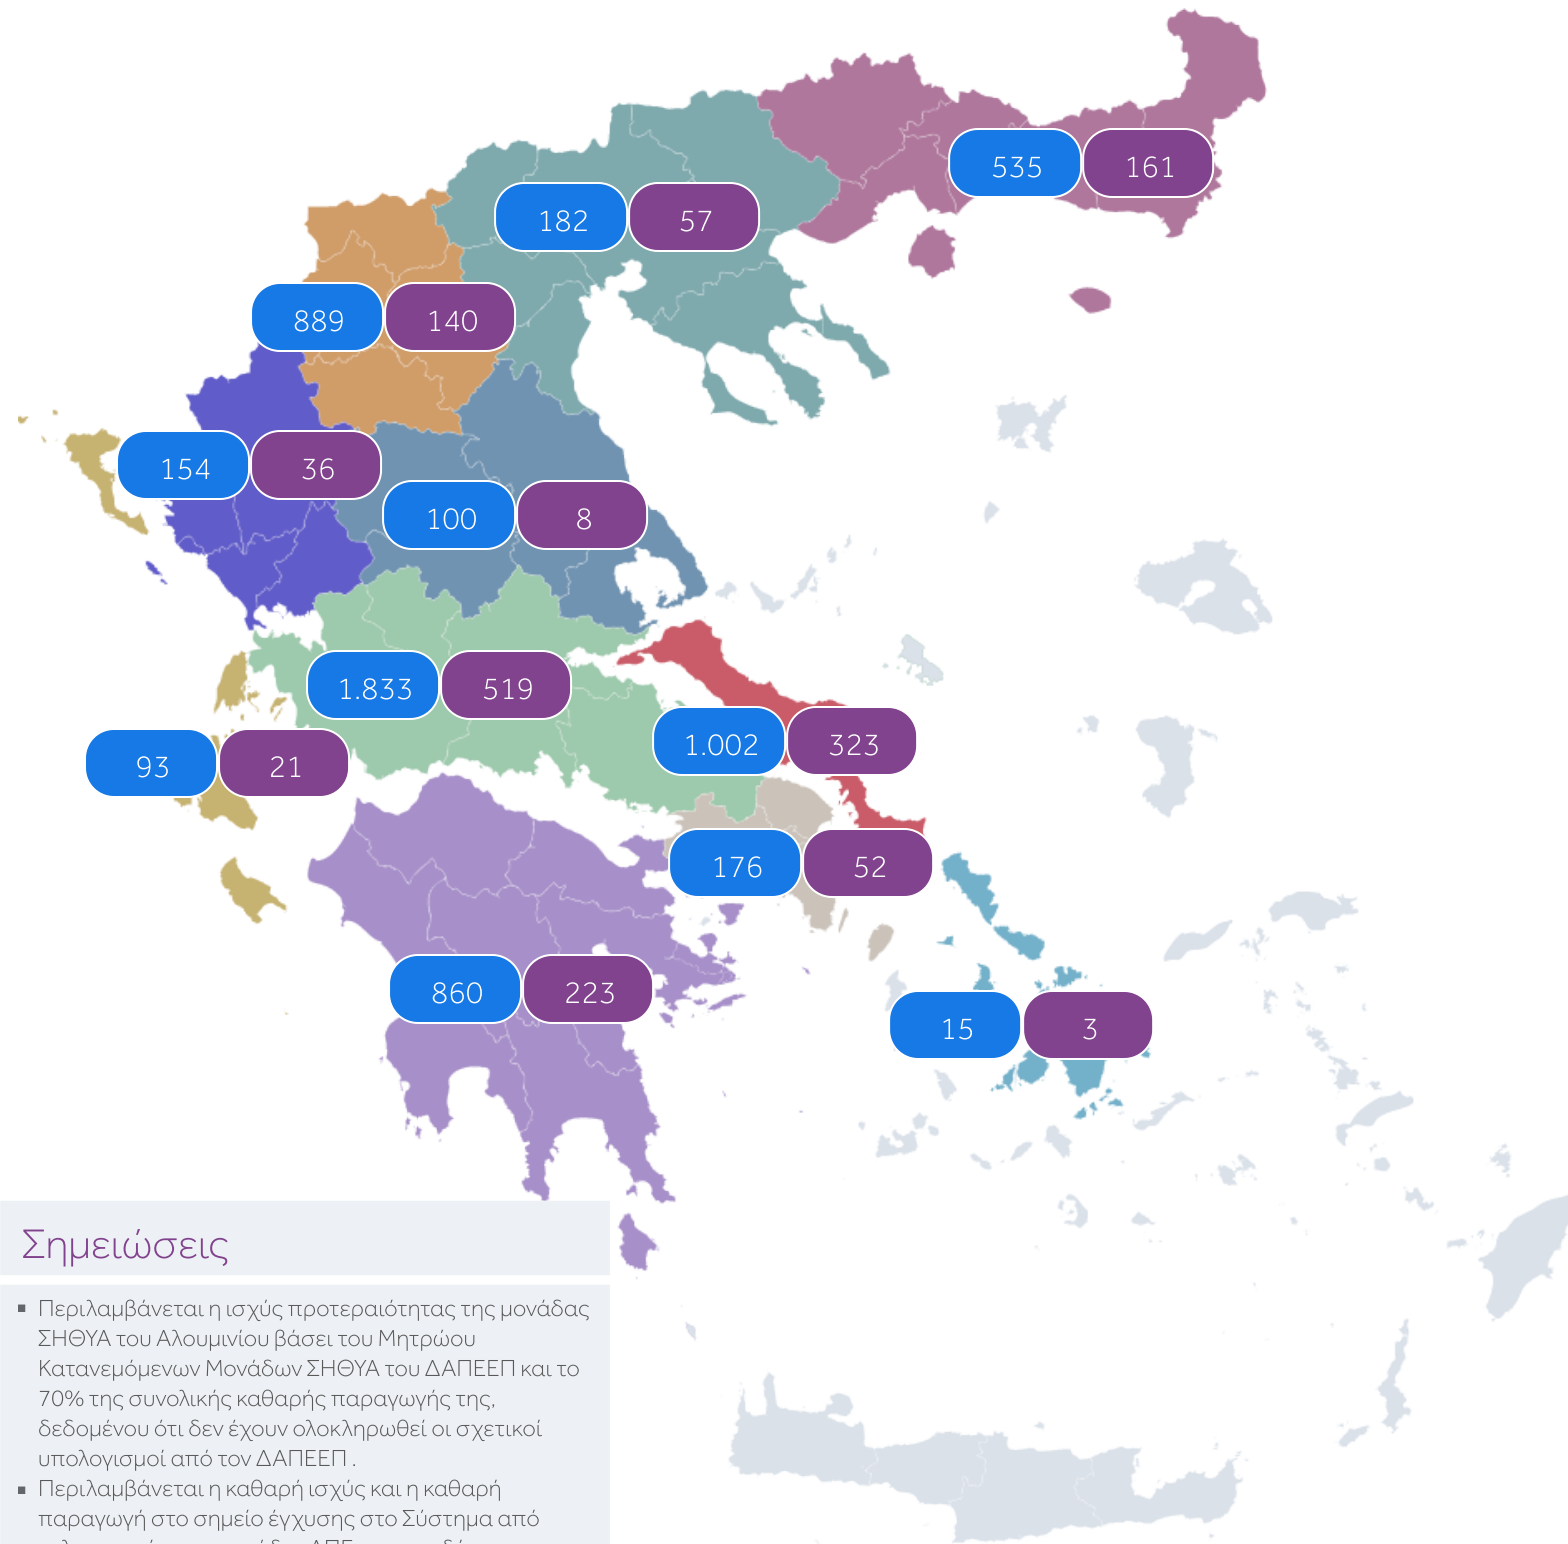 535 161
182 57
889 140
154 36
100 8
1.833 519
1.002 323
93 21
176 52
860 223
15 3
Σημειώσεις
▪ Περιλαμβάνεται η ισχύς προτεραιότητας της μονάδας
ΣΗΘΥΑ του Αλουμινίου βάσει του Μητρώου
Κατανεμόμενων Μονάδων ΣΗΘΥΑ του ΔΑΠΕΕΠ και το
70% της συνολικής καθαρής παραγωγής της,
δεδομένου ότι δεν έχουν ολοκληρωθεί οι σχετικοί
υπολογισμοί από τον ΔΑΠΕΕΠ .
▪ Περιλαμβάνεται η καθαρή ισχύς και η καθαρή
παραγωγή στο σημείο έγχυσης στο Σύστημα από